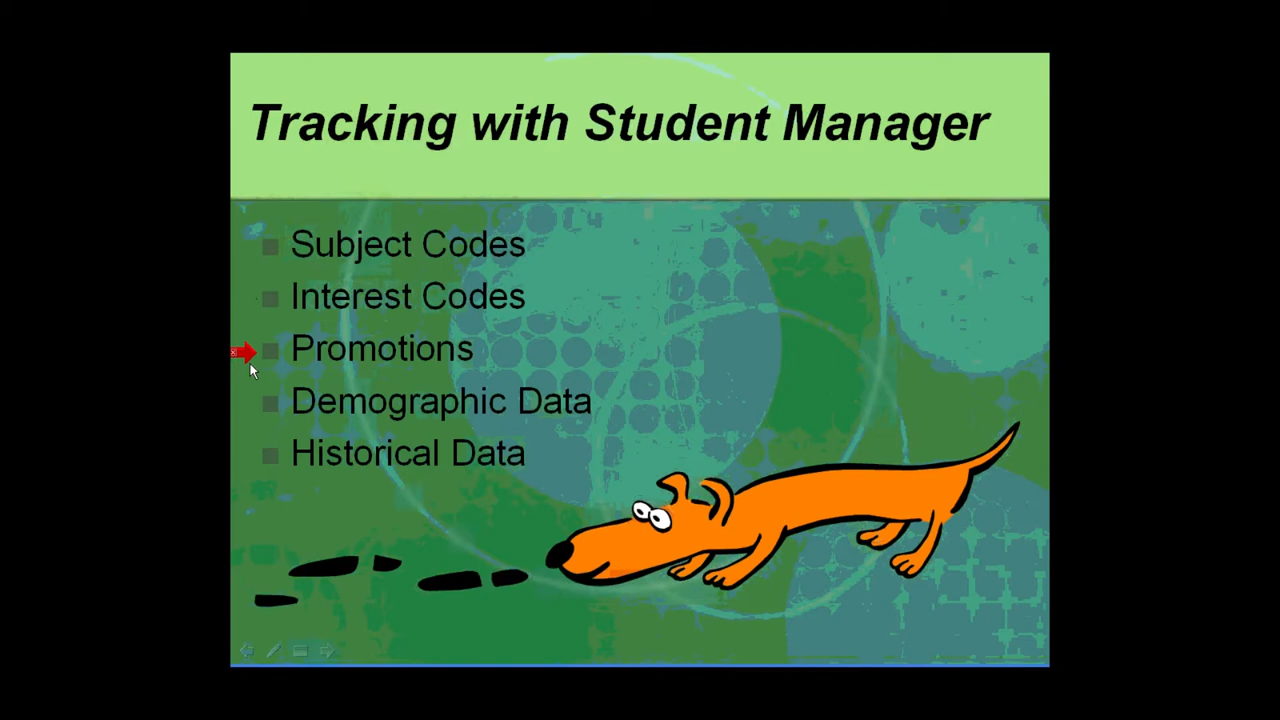 Tracking with Student Manager
Subject Codes
Interest Codes
Promotions
Demographic Data
Historical Data